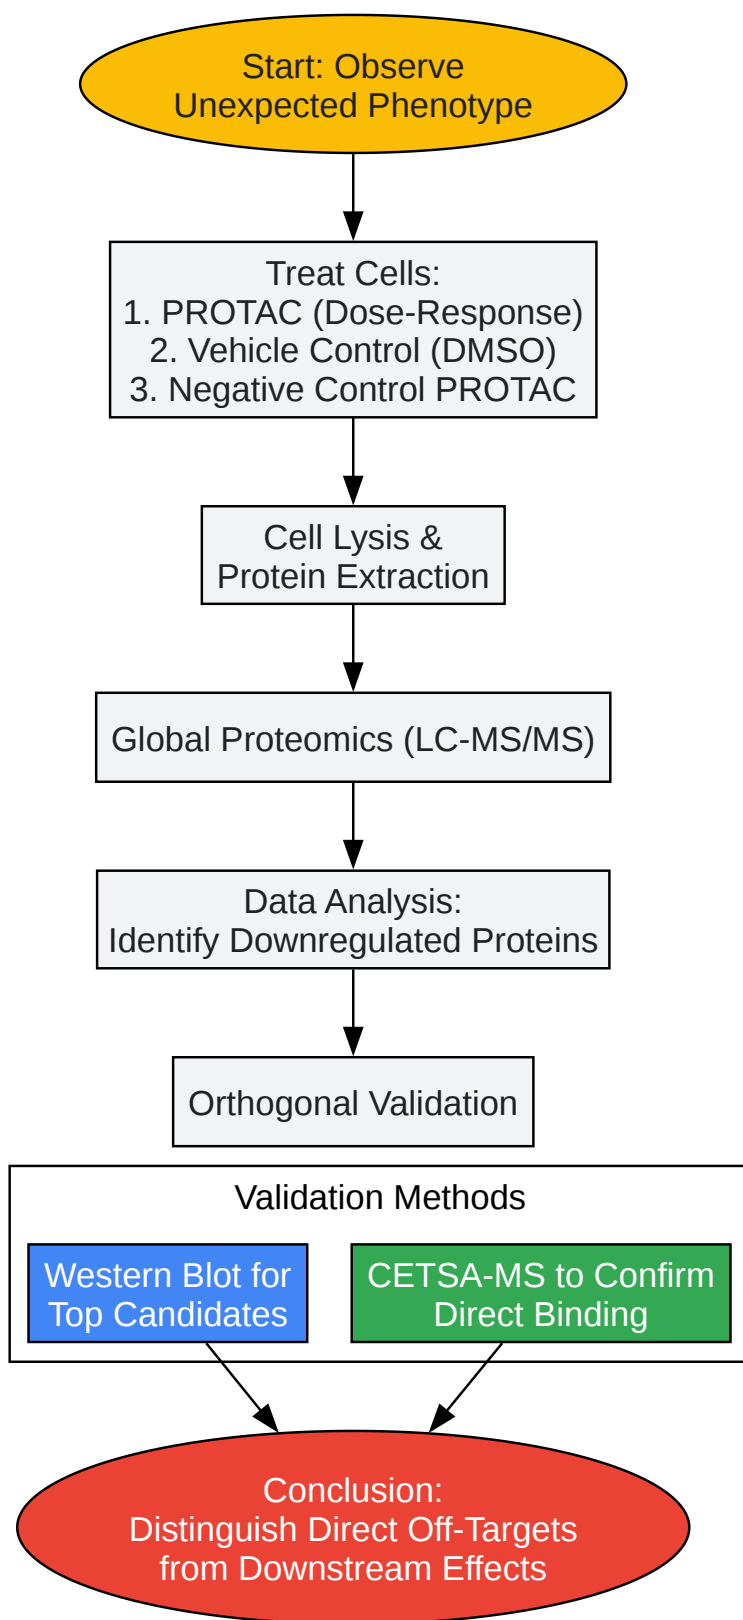 Start: Observe
Unexpected Phenotype
Treat Cells:
1. PROTAC (Dose-Response)
2. Vehicle Control (DMSO)
3. Negative Control PROTAC
Cell Lysis &
Protein Extraction
Global Proteomics (LC-MS/MS)
Data Analysis:
Identify Downregulated Proteins
Orthogonal Validation
Validation Methods
Western Blot for
Top Candidates
CETSA-MS to Confirm
Direct Binding
Conclusion:
Distinguish Direct Off-Targets
from Downstream Effects